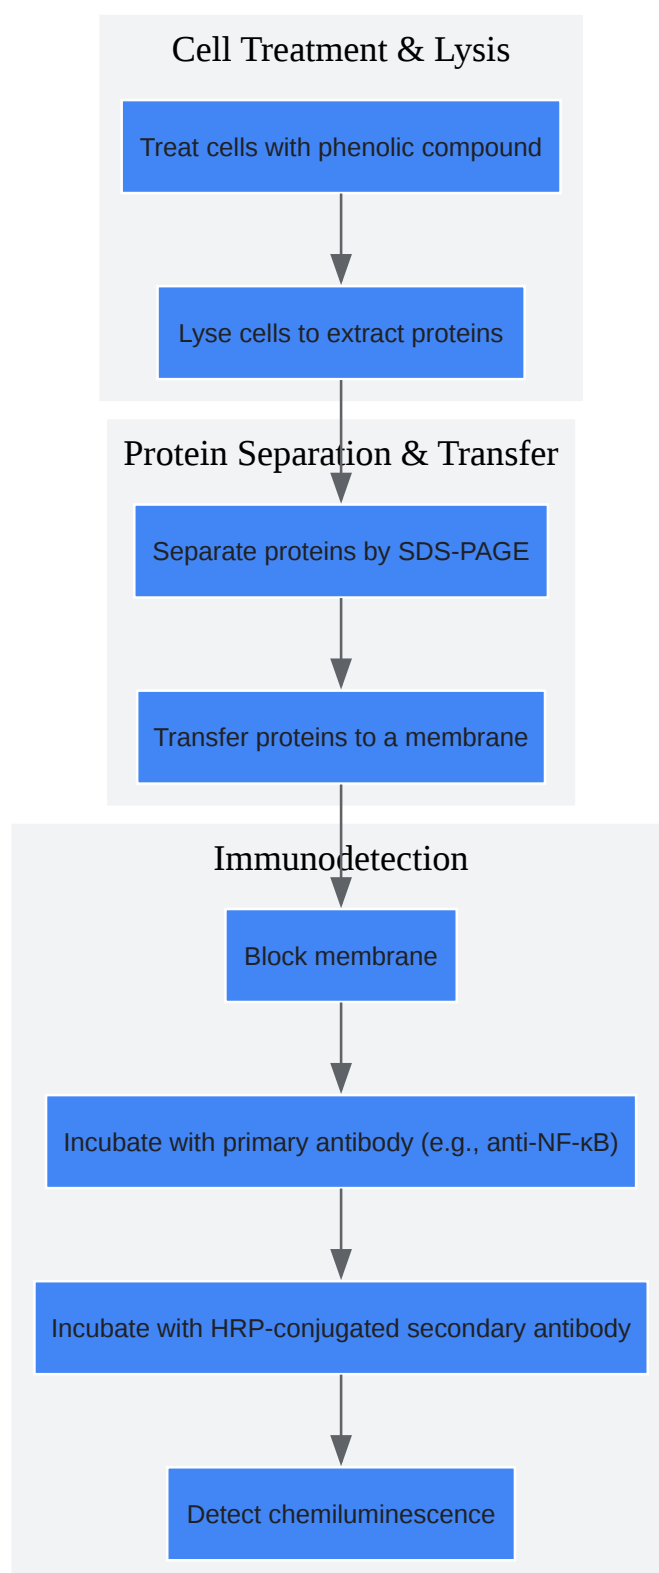 Cell Treatment & Lysis
Treat cells with phenolic compound
Lyse cells to extract proteins
Protein Separation & Transfer
Separate proteins by SDS-PAGE
Transfer proteins to a membrane
Immunodetection
Block membrane
Incubate with primary antibody (e.g., anti-NF-κB)
Incubate with HRP-conjugated secondary antibody
Detect chemiluminescence